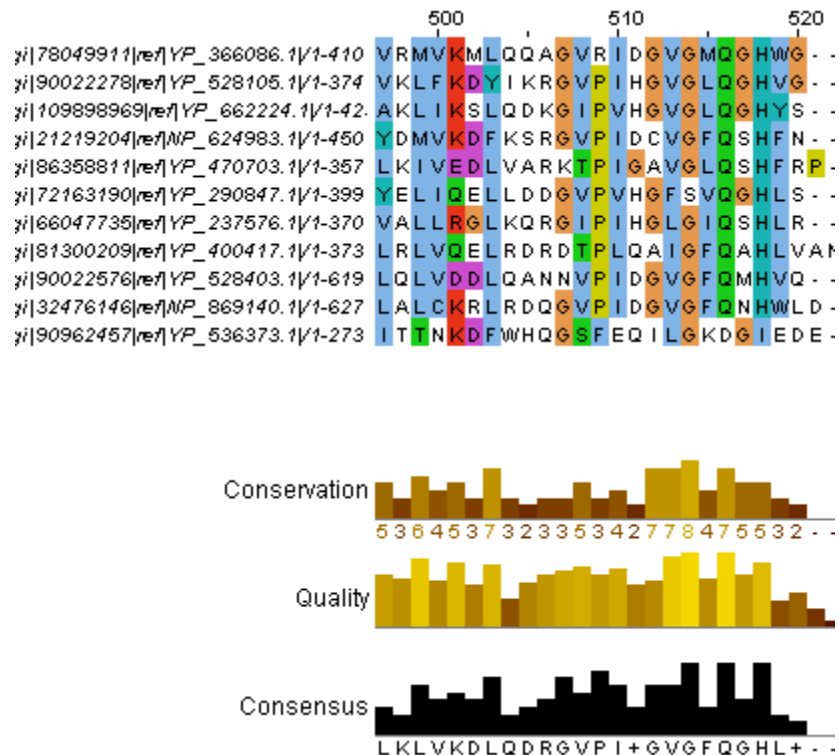 500 510 520
gi|78049911|ref|YP_366086.1|/1-410 VRMVKMLQQAGVRIDGVGMQGHWG--
gi|90022278|ref|YP_528105.1|/1-374 VKLFKDYIKRGVPIHGVGLQGHVG--
gi|109898969|ref|YP_662224.1|/1-42 AKLIKSLQDKGIPVHGVGLQGHYS--
gi|21219204|ref|NP_624983.1|/1-450 YDMVKDFKSRGVPIDCVGFQSHFN--
gi|86358811|ref|YP_470703.1|/1-357 LKIVEDLVARKTPIGAVGLQSHFRP-
gi|72163190|ref|YP_290847.1|/1-399 YELIQELLDDGVPVHGFSVQGHLS--
gi|66047735|ref|YP_237576.1|/1-370 VALLRGLKQRGIPIHGLGIQSHLR--
gi|81300209|ref|YP_400417.1|/1-373 LRLVQELRDRDTPLQAIGFQAHLVAN
gi|90022576|ref|YP_528403.1|/1-619 LQLVDDLQANNVPIDGVGFQMHVQ--
gi|32476146|ref|NP_869140.1|/1-627 LALCKRLRDQGVPIDGVGFQNHWLD-
gi|90962457|ref|YP_536373.1|/1-273 ITTNKDFWHQGSFEQILGKDGIEDE-
Conservation
536453732335342778475532--
Quality
Consensus
LKLVKDLQDRGVPI+GVGFQGHL+--